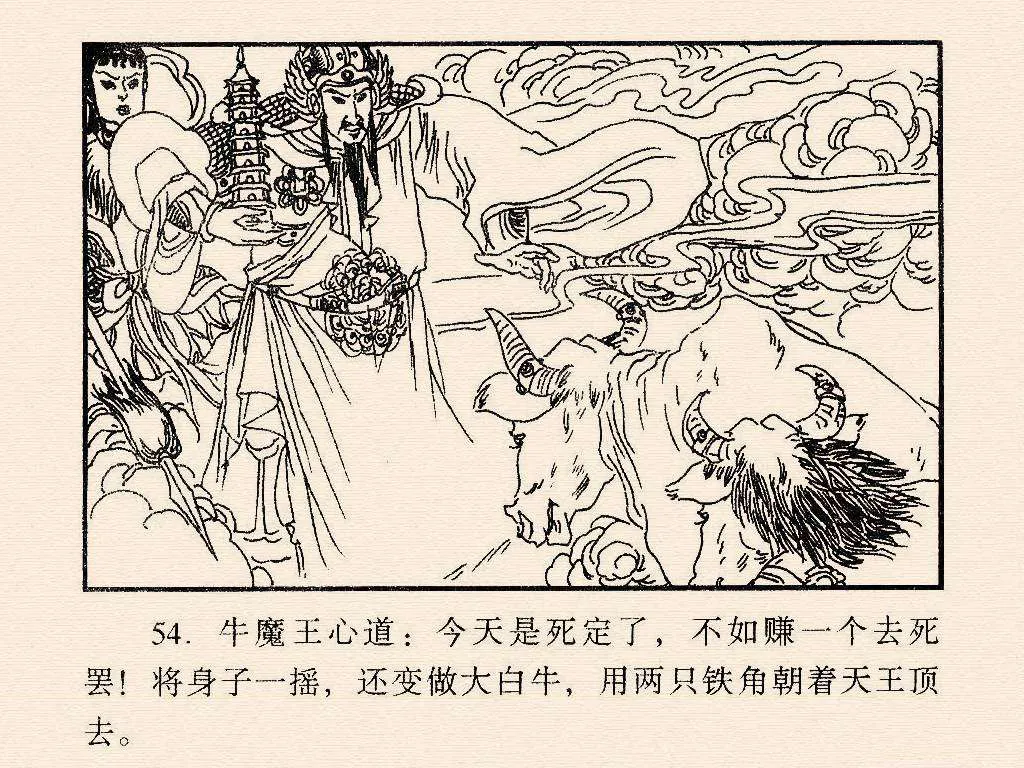 54. 牛魔王心道：今天是死定了，不如赚一个去死
罢！将身子一摇，还变做大白牛，用两只铁角朝着天王顶
去。